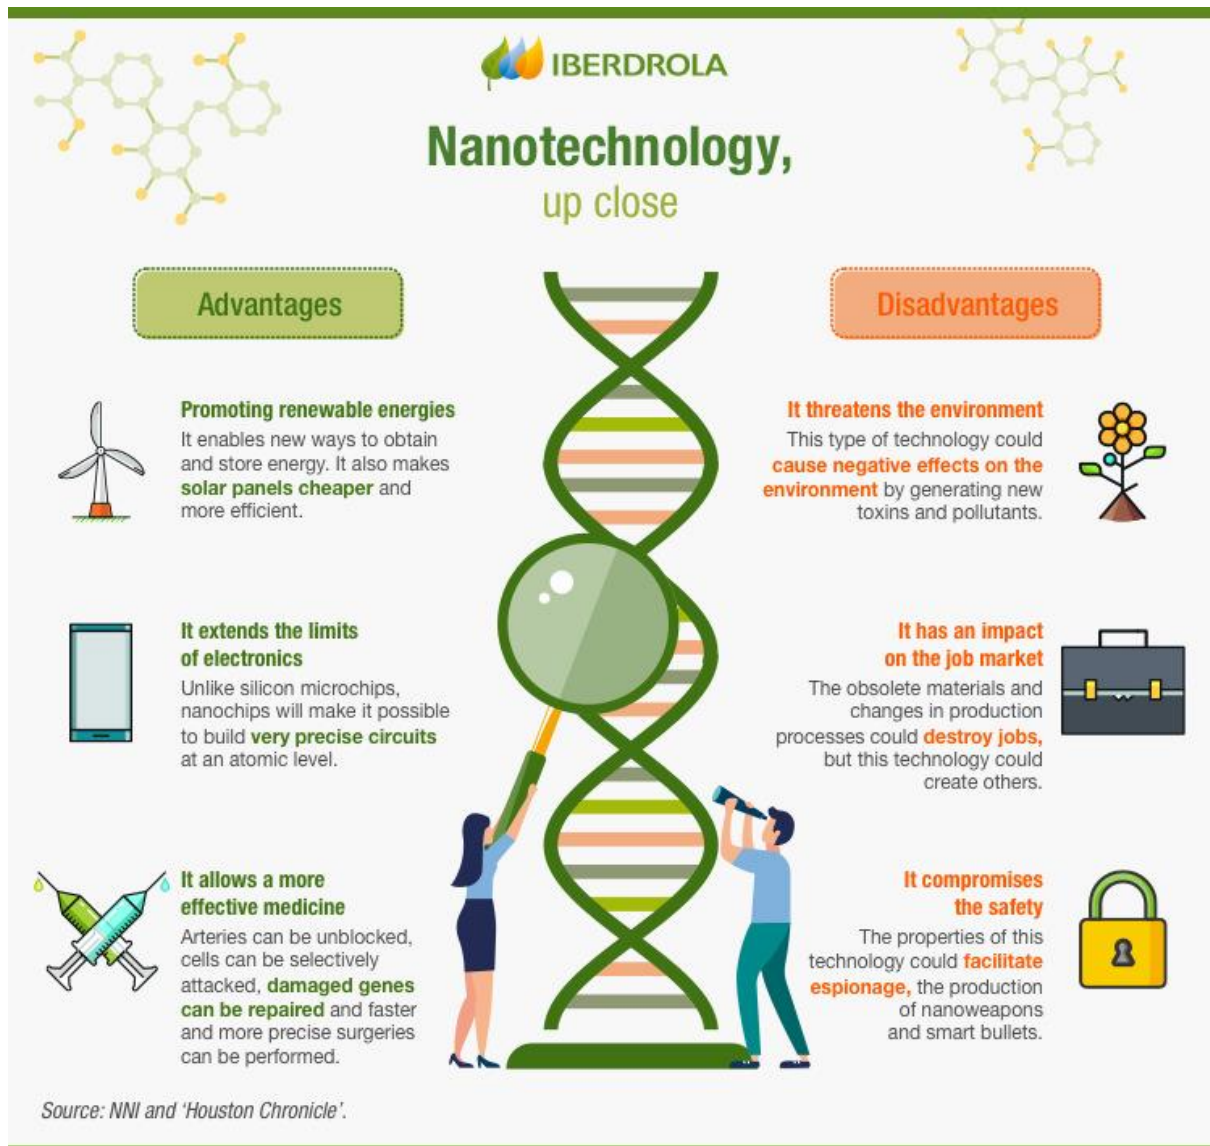 IBERDROLA
Nanotechnology,
up close
Advantages
Promoting renewable energies
It enables new ways to obtain
and store energy. It also makes
solar panels cheaper and
more efficient.
It extends the limits
of electronics
Unlike silicon microchips,
nanochips will make it possible
to build very precise circuits
at an atomic level.
It allows a more
effective medicine
Arteries can be unblocked,
cells can be selectively
attacked, damaged genes
can be repaired and faster
and more precise surgeries
can be performed.
Disadvantages
It threatens the environment
This type of technology could
cause negative effects on the
environment by generating new
toxins and pollutants.
It has an impact
on the job market
The obsolete materials and
changes in production
processes could destroy jobs,
but this technology could
create others.
It compromises
the safety
The properties of this
technology could facilitate
espionage, the production
of nanoweapons
and smart bullets.
Source: NNI and 'Houston Chronicle'.